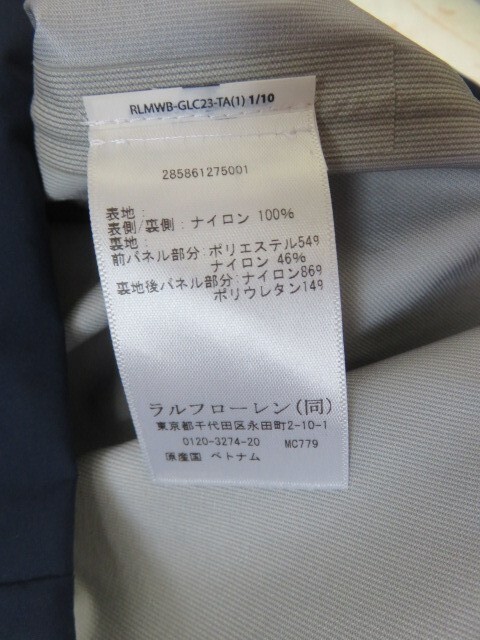 RLMWB-GLC23-TA(1) 1/10
285861275001
表地:
表側/裏側:ナイロン 100%
裏地:
前パネル部分:ポリエステル54%
ナイロン 46%
裏地後パネル部分:ナイロン86%
ポリウレタン14%
ラルフローレン(同)
東京都千代田区永田町2-10-1
0120-3274-20 MC779
原産国 ベトナム